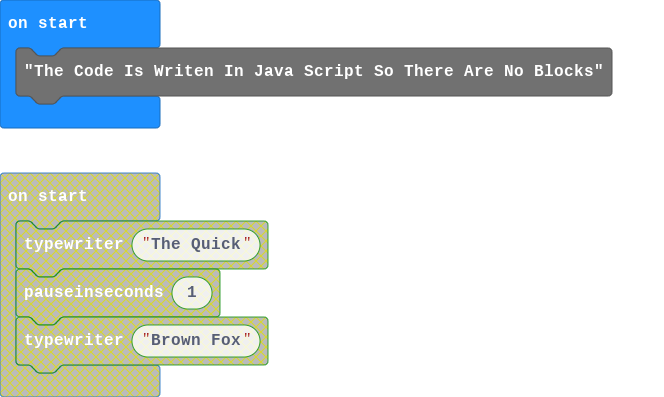 on start
"The Code Is Writen In Java Script So There Are No Blocks"
on start
typewriter "The Quick"
pauseinseconds 1
typewriter "Brown Fox"